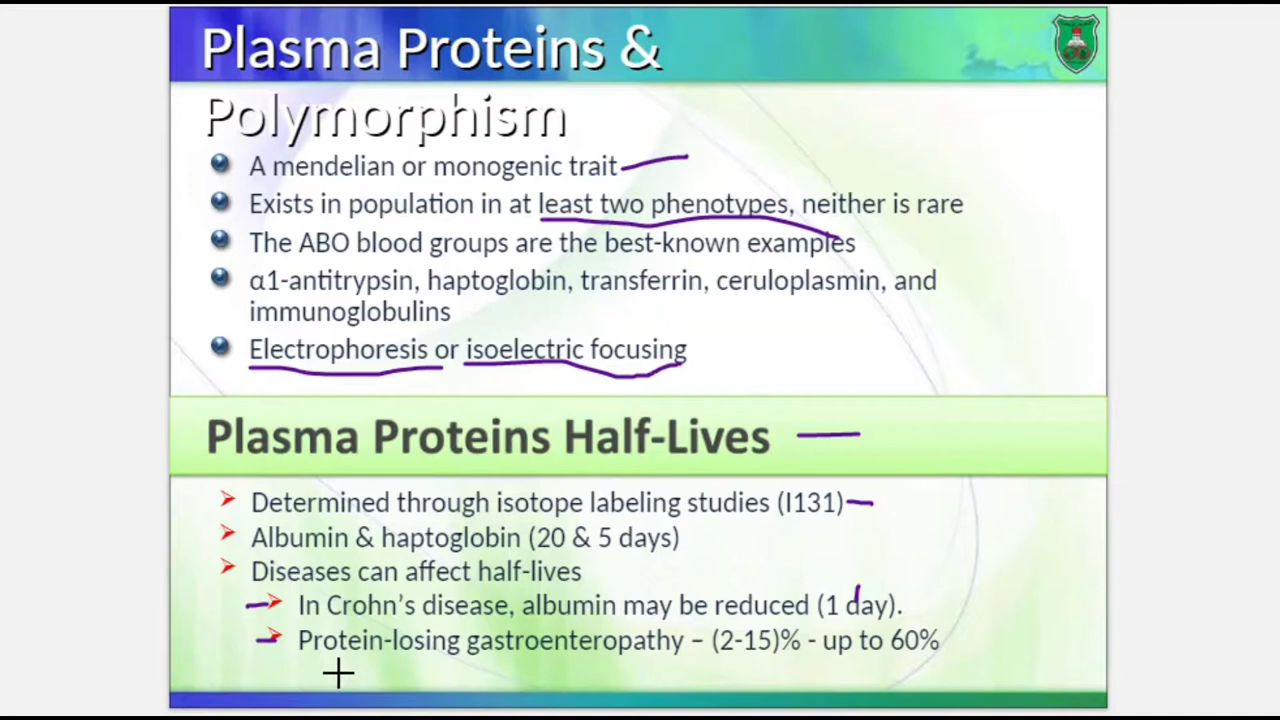 Plasma Proteins &
Polymorphism
A mendelian or monogenic trait
Exists in population in at least two phenotypes, neither is rare
The ABO blood groups are the best-known examples
α1-antitrypsin, haptoglobin, transferrin, ceruloplasmin, and
immunoglobulins
Electrophoresis or isoelectric focusing
Plasma Proteins Half-Lives
Determined through isotope labeling studies (I131)
Albumin & haptoglobin (20 & 5 days)
Diseases can affect half-lives
In Crohn’s disease, albumin may be reduced (1 day).
Protein-losing gastroenteropathy – (2-15)% - up to 60%